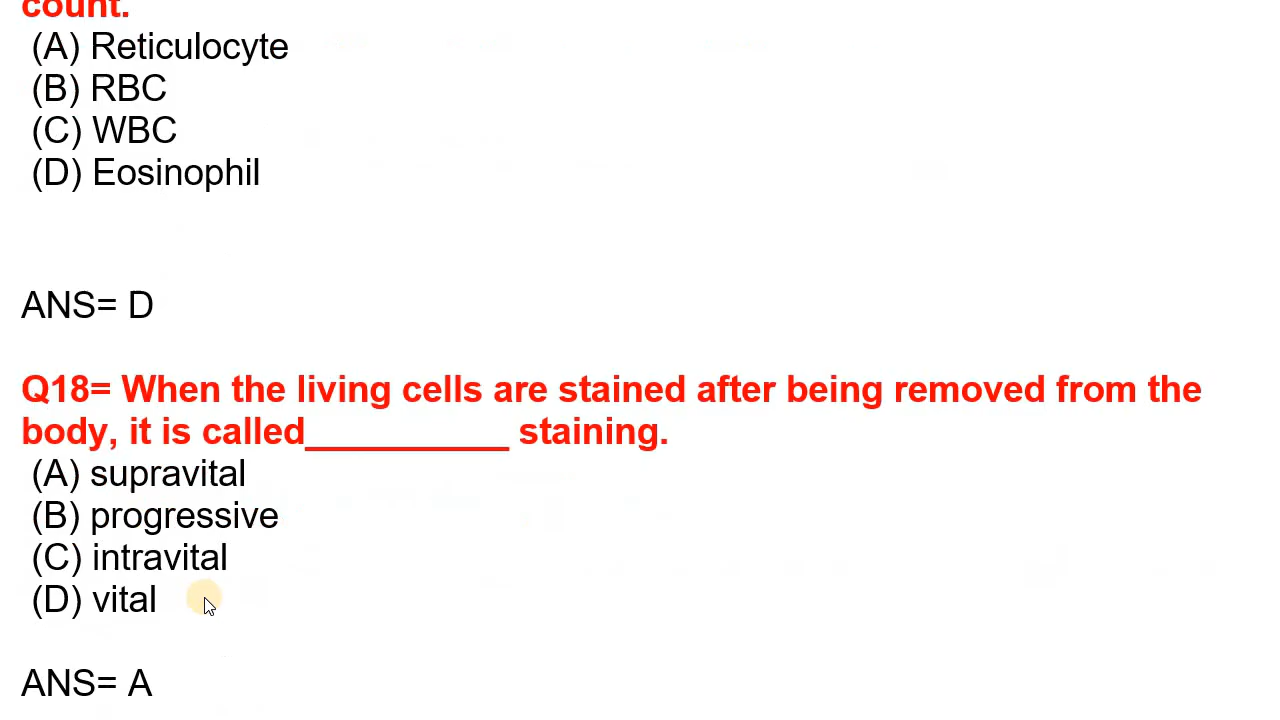 count.
(A) Reticulocyte
(B) RBC
(C) WBC
(D) Eosinophil
ANS= D
Q18= When the living cells are stained after being removed from the
body, it is called__________ staining.
(A) supravital
(B) progressive
(C) intravital
(D) vital
ANS= A